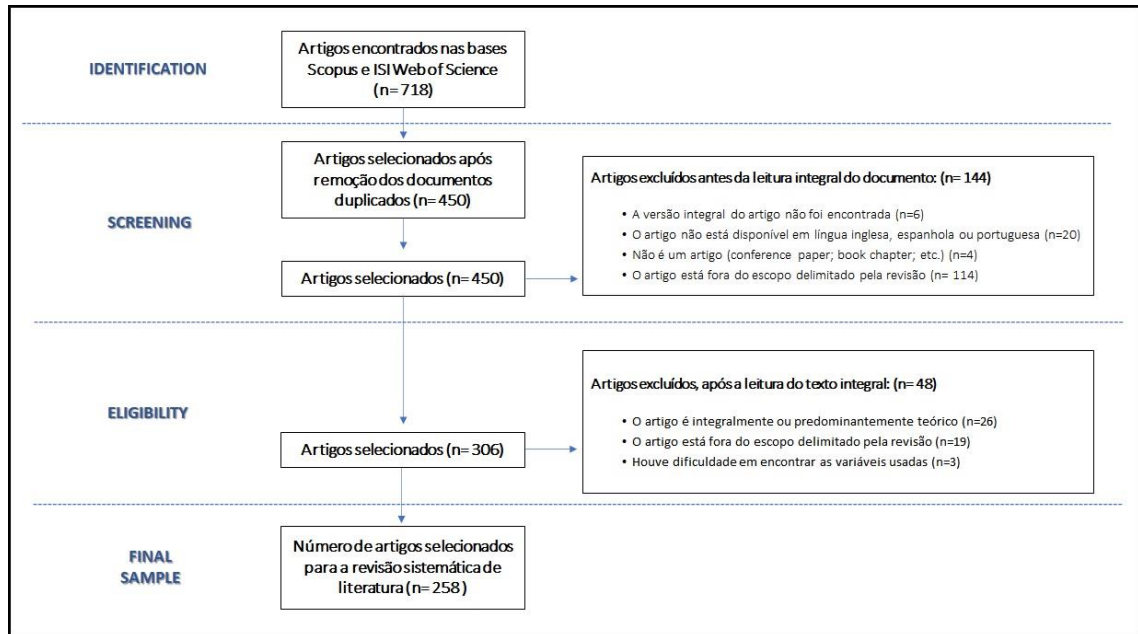 IDENTIFICATION
Artigos encontrados nas bases
Scopus e ISI Web of Science
(n= 718)
SCREENING
Artigos selecionados após
remoção dos documentos
duplicados (n= 450)
Artigos selecionados (n= 450)
Artigos excluídos antes da leitura integral do documento: (n= 144)
• A versão integral do artigo não foi encontrada (n=6)
• O artigo não está disponível em língua inglesa, espanhola ou portuguesa (n=20)
• Não é um artigo (conference paper; book chapter; etc.) (n=4)
• O artigo está fora do escopo delimitado pela revisão (n= 114)
ELIGIBILITY
Artigos selecionados (n= 306)
Artigos excluídos, após a leitura do texto integral: (n= 48)
• O artigo é integralmente ou predominantemente teórico (n=26)
• O artigo está fora do escopo delimitado pela revisão (n=19)
• Houve dificuldade em encontrar as variáveis usadas (n=3)
FINAL
SAMPLE
Número de artigos selecionados
para a revisão sistemática de
literatura (n= 258 )